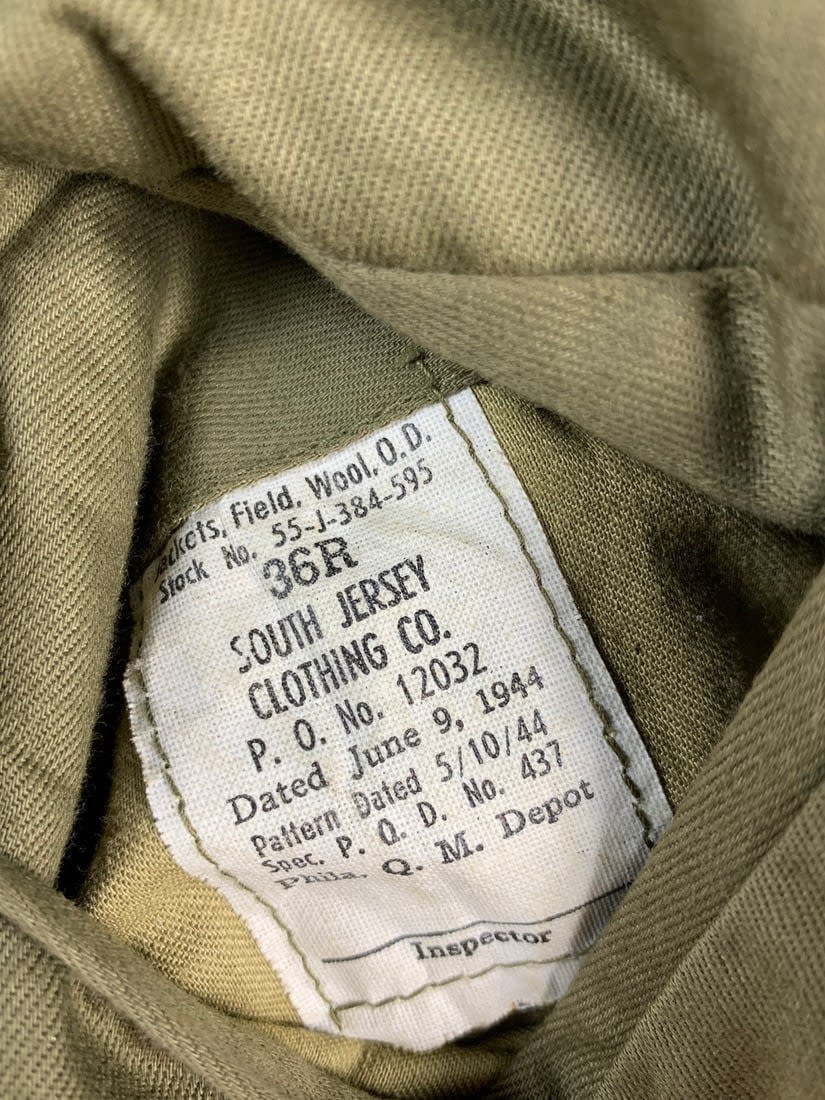 ackets, Field, Wool, O.D.
Stock No. 55-J-384-595
36R
SOUTH JERSEY
CLOTHING CO.
P. O. No. 12032
Dated June 9, 1944
Pattern Dated 5/10/44
Spec. P. Q. D. No. 437
Phila. Q. M. Depot
Inspector